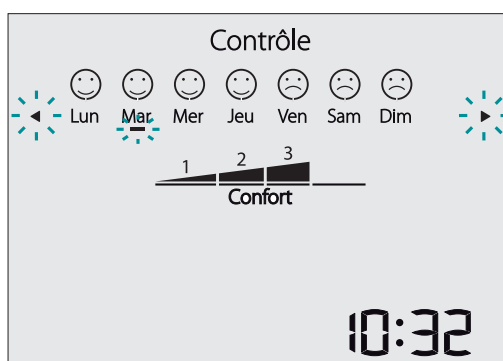 Contrôle
Lun Mar Mer Jeu Ven Sam Dim
1 2 3
Confort
10:32